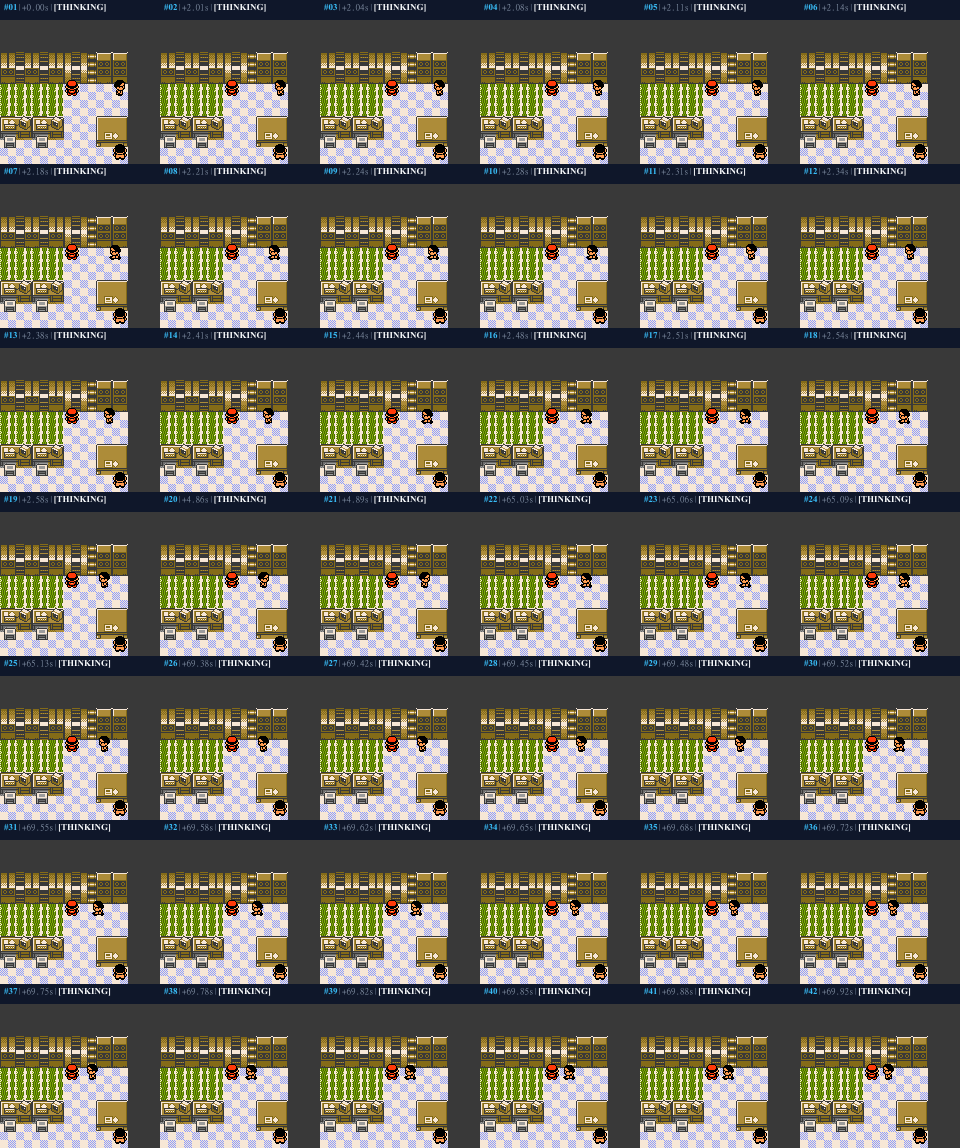 #01|+0.00s|[THINKING] #02|+2.01s|[THINKING] #03|+2.04s|[THINKING] #04|+2.08s|[THINKING] #05|+2.11s|[THINKING] #06|+2.14s|[THINKING]
#07|+2.18s|[THINKING] #08|+2.21s|[THINKING] #09|+2.24s|[THINKING] #10|+2.28s|[THINKING] #11|+2.31s|[THINKING] #12|+2.34s|[THINKING]
#13|+2.38s|[THINKING] #14|+2.41s|[THINKING] #15|+2.44s|[THINKING] #16|+2.48s|[THINKING] #17|+2.51s|[THINKING] #18|+2.54s|[THINKING]
#19|+2.58s|[THINKING] #20|+4.86s|[THINKING] #21|+4.89s|[THINKING] #22|+65.03s|[THINKING] #23|+65.06s|[THINKING] #24|+65.09s|[THINKING]
#25|+65.13s|[THINKING] #26|+69.38s|[THINKING] #27|+69.42s|[THINKING] #28|+69.45s|[THINKING] #29|+69.48s|[THINKING] #30|+69.52s|[THINKING]
#31|+69.55s|[THINKING] #32|+69.58s|[THINKING] #33|+69.62s|[THINKING] #34|+69.65s|[THINKING] #35|+69.68s|[THINKING] #36|+69.72s|[THINKING]
#37|+69.75s|[THINKING] #38|+69.78s|[THINKING] #39|+69.82s|[THINKING] #40|+69.85s|[THINKING] #41|+69.88s|[THINKING] #42|+69.92s|[THINKING]